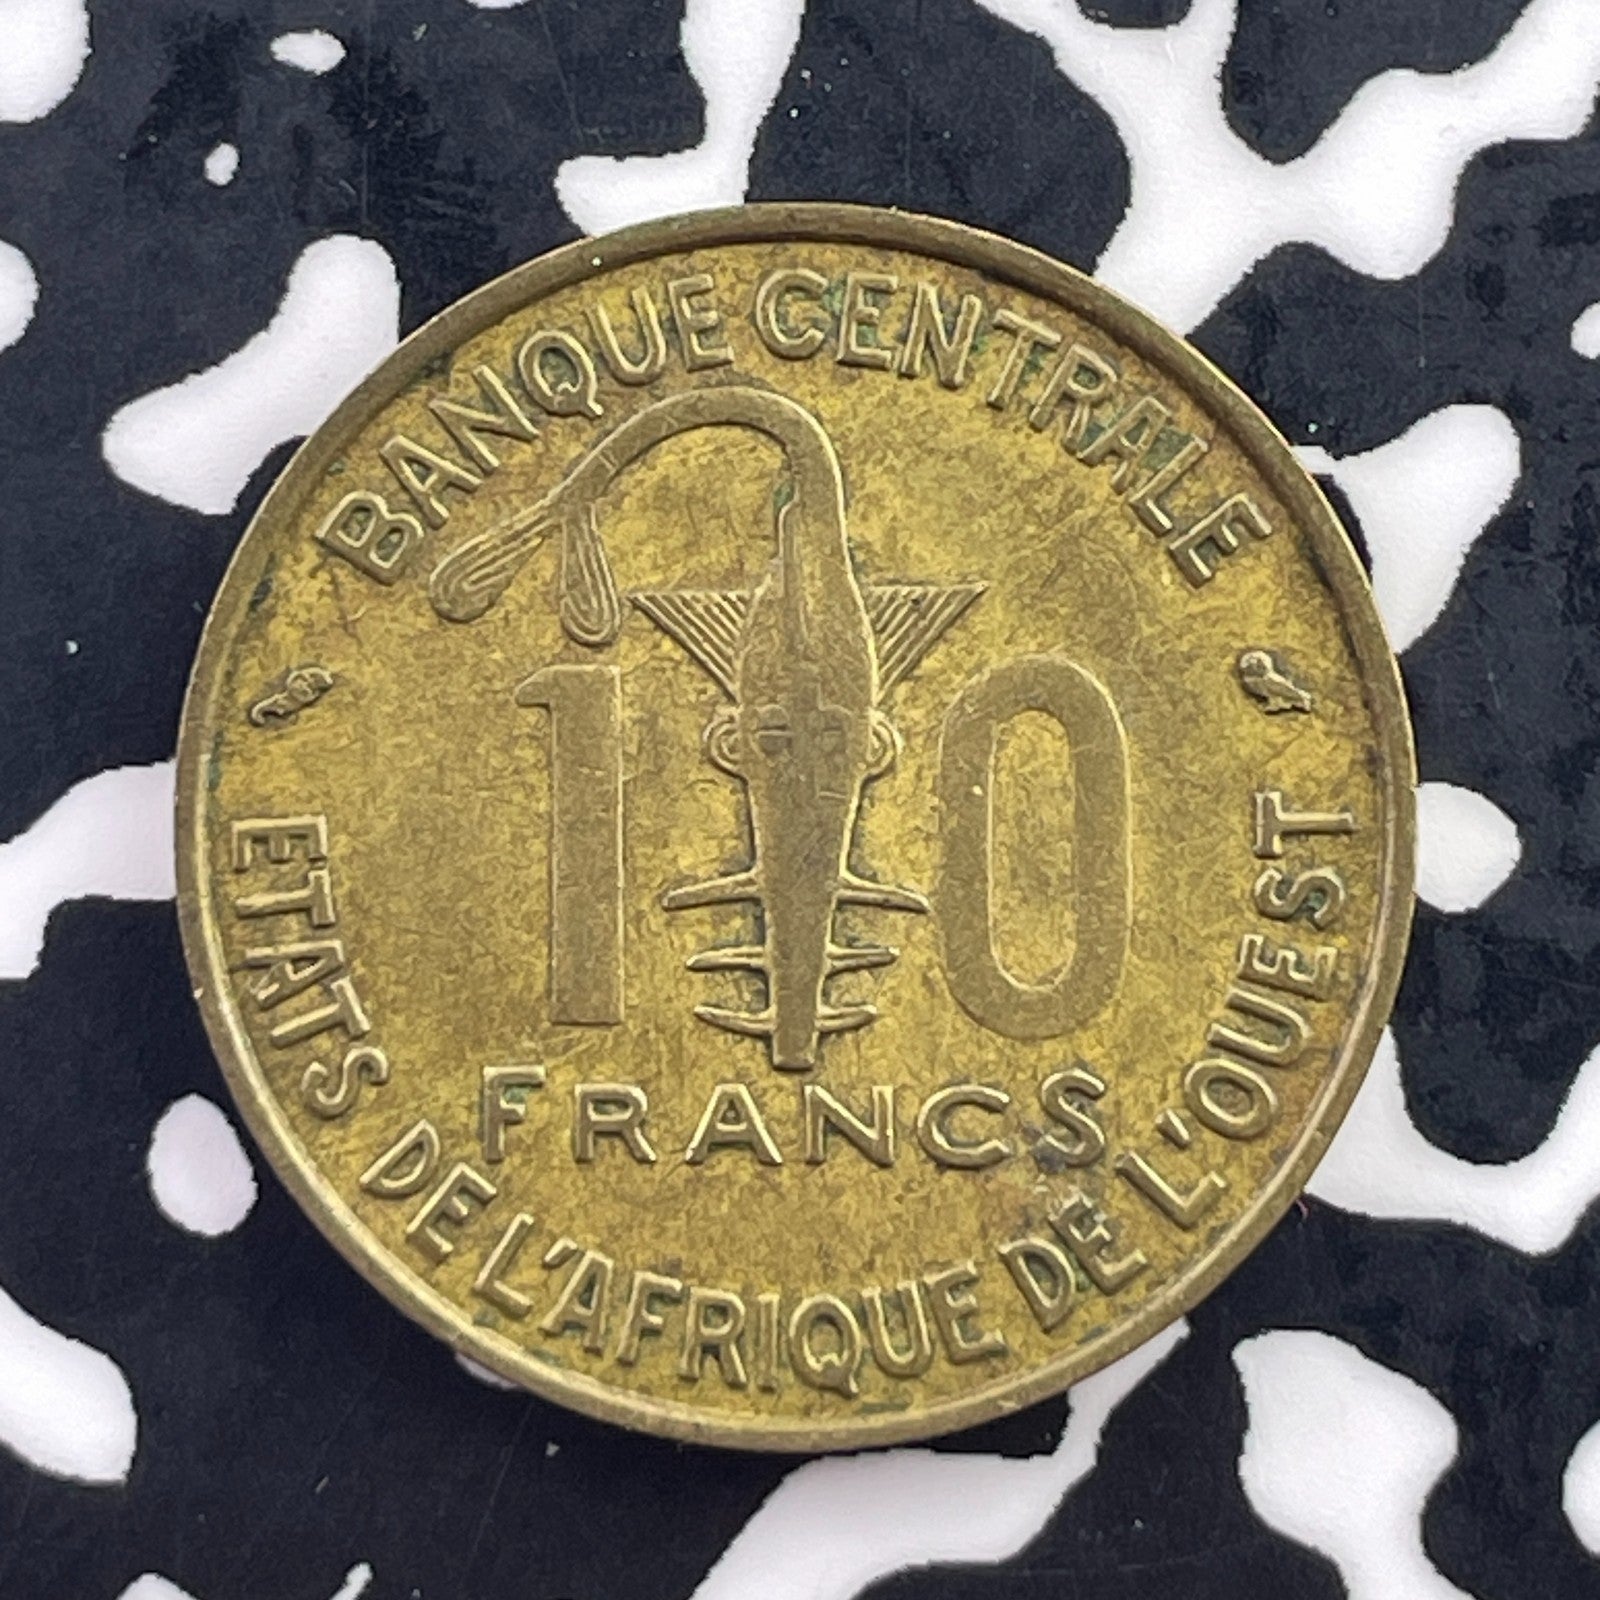 BANQUE CENTRALE
10
FRANCS
ETATS DE L'AFRIQUE DE L'OUEST